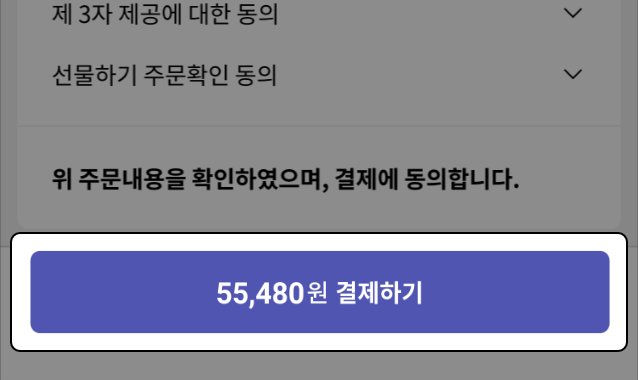 제 3자 제공에 대한 동의
선물하기 주문확인 동의
위 주문내용을 확인하였으며, 결제에 동의합니다.
55,480원 결제하기